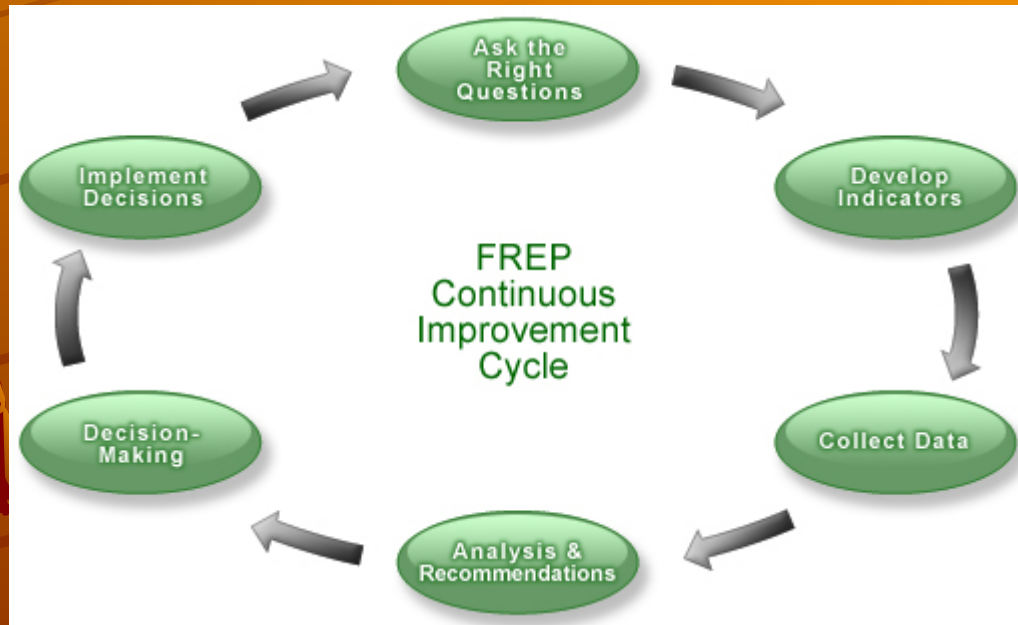 Ask the
Right
Questions
Implement
Decisions
Develop
Indicators
FREP
Continuous
Improvement
Cycle
Decision-
Making
Collect Data
Analysis &
Recommendations